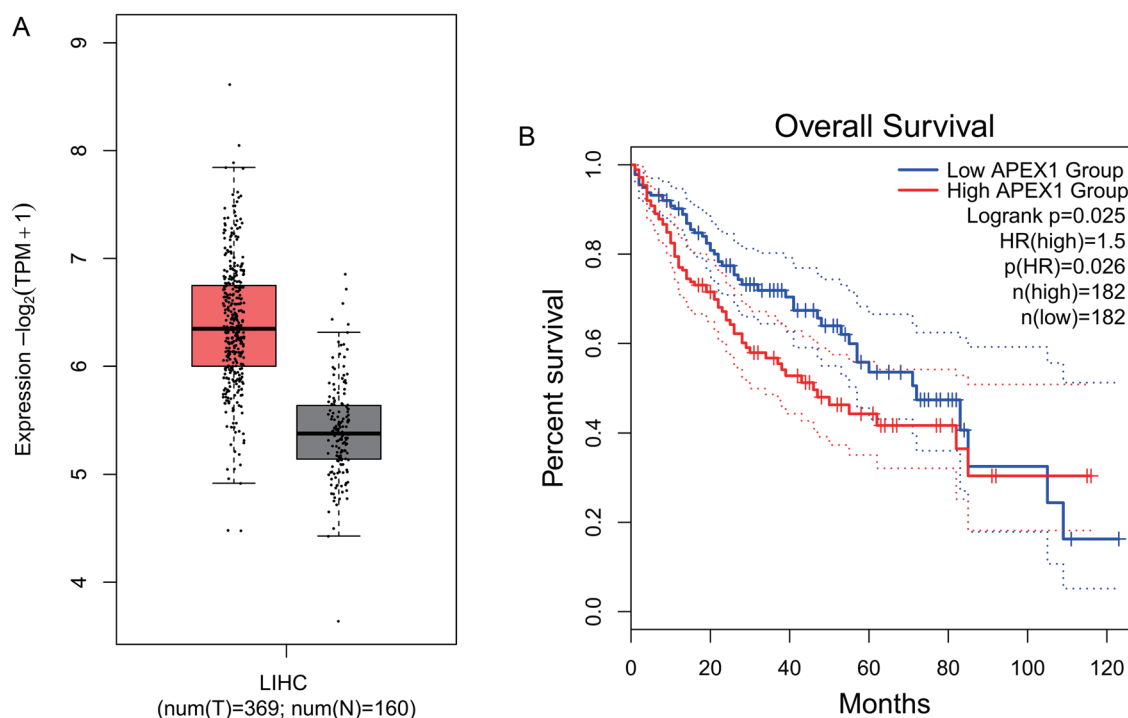 A
9
8
7
6
5
4
Expression −log₂(TPM + 1)
LIHC
(num(T)=369; num(N)=160)
B
Overall Survival
Low APEX1 Group
High APEX1 Group
Logrank p=0.025
HR(high)=1.5
p(HR)=0.026
n(high)=182
n(low)=182
1.0
0.8
0.6
0.4
0.2
0.0
Percent survival
0 20 40 60 80 100 120
Months